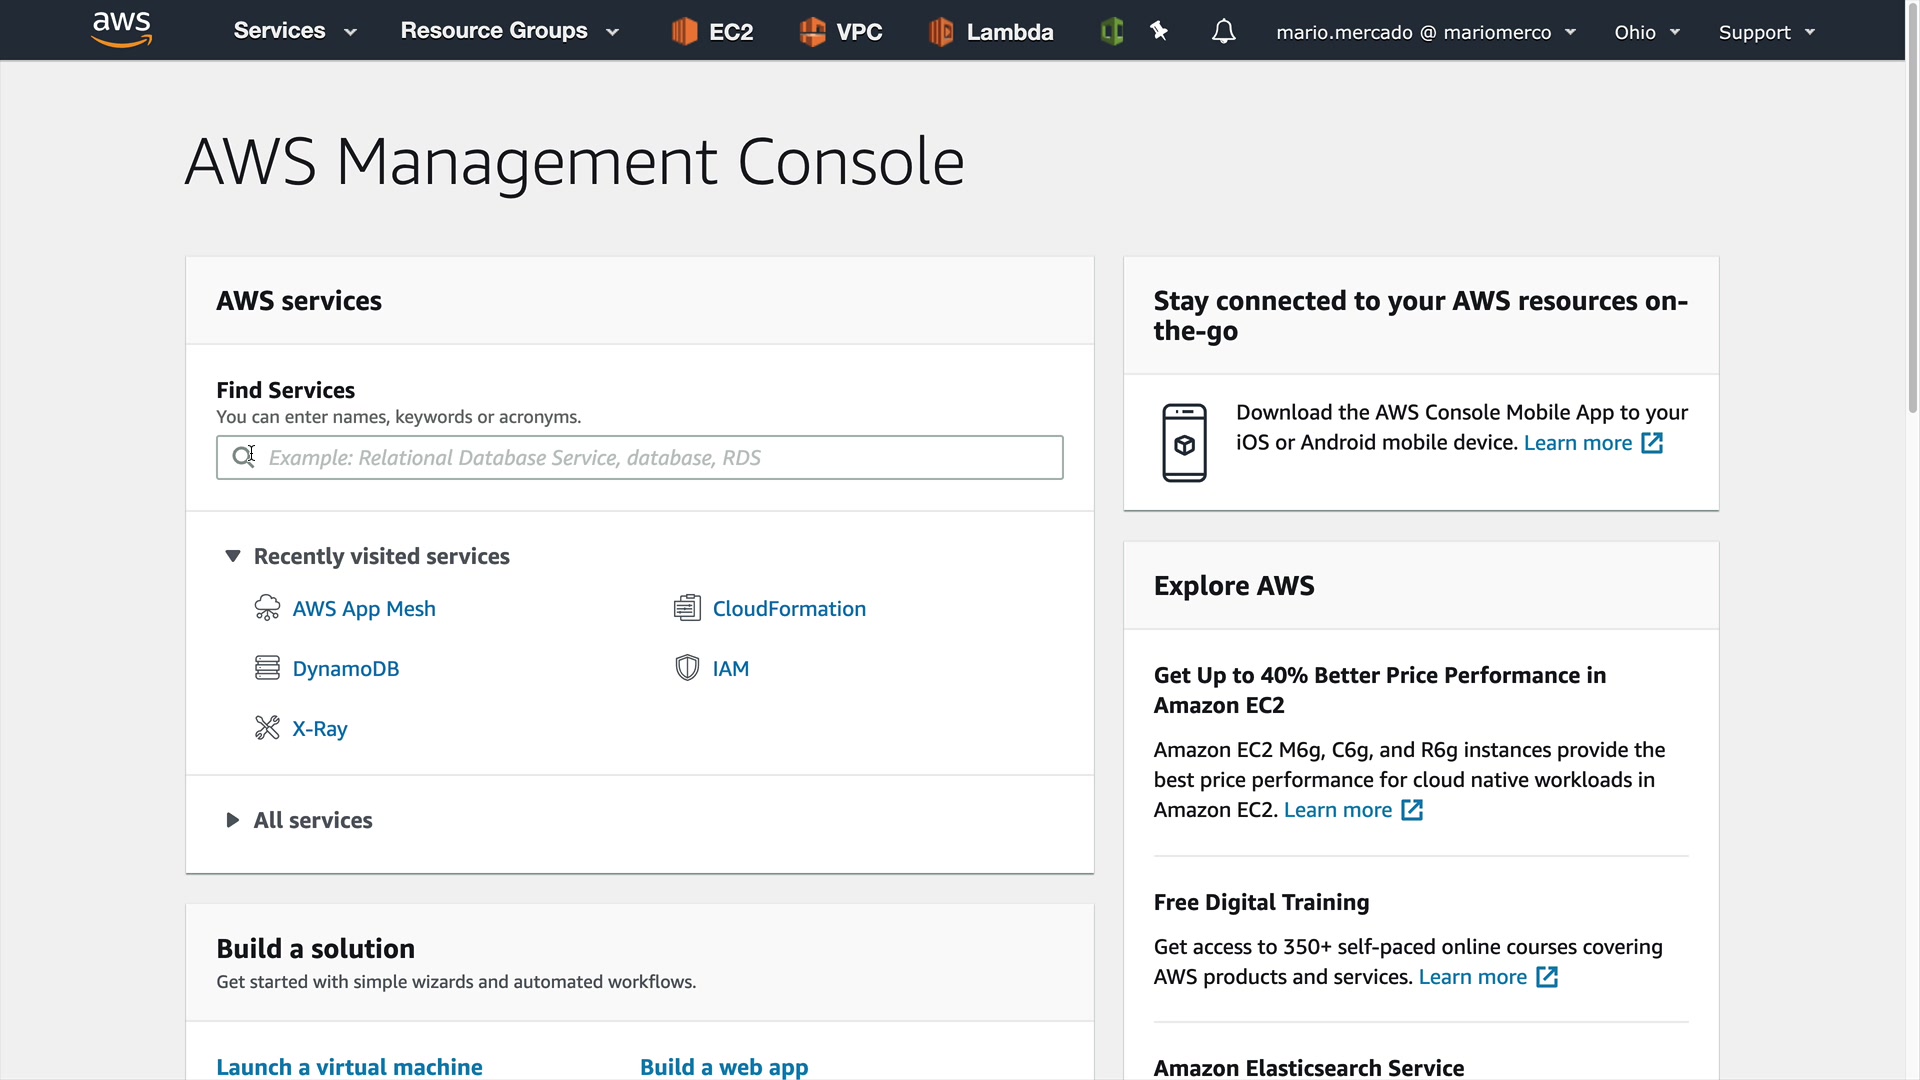 aws Services Resource Groups EC2 VPC Lambda mario.mercado @ mariomerco Ohio Support
AWS Management Console
AWS services
Find Services
You can enter names, keywords or acronyms.
Example: Relational Database Service, database, RDS
Recently visited services
AWS App Mesh
CloudFormation
DynamoDB
IAM
X-Ray
All services
Build a solution
Get started with simple wizards and automated workflows.
Launch a virtual machine
Build a web app
Stay connected to your AWS resources on-
the-go
Download the AWS Console Mobile App to your
iOS or Android mobile device. Learn more
Explore AWS
Get Up to 40% Better Price Performance in
Amazon EC2
Amazon EC2 M6g, C6g, and R6g instances provide the
best price performance for cloud native workloads in
Amazon EC2. Learn more
Free Digital Training
Get access to 350+ self-paced online courses covering
AWS products and services. Learn more
Amazon Elasticsearch Service